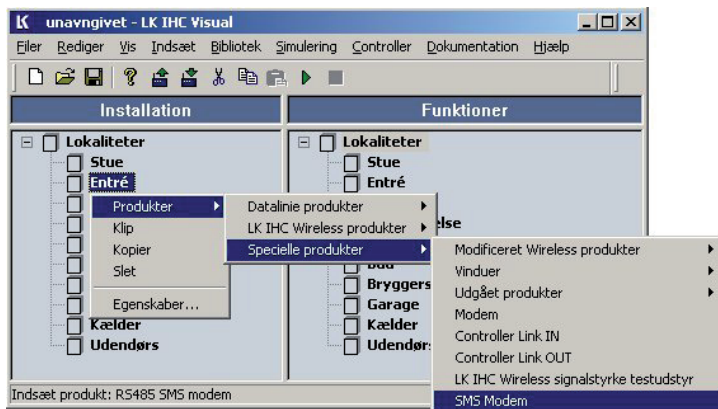 unavngivet - LK IHC Visual
Filer Rediger Vis Indsæt Bibliotek Simulering Controller Dokumentation Hjælp
Installation
Funktioner
Lokaliteter
Stue
Entré
Produkter
Klip
Kopier
Slet
Egenskaber...
Kælder
Udendørs
Datalinie produkter
LK IHC Wireless produkter
Specielle produkter
Lokaliteter
Stue
Entré
Bryggers
Garage
Kælder
Udendørs
Modificeret Wireless produkter
Vinduer
Udgået produkter
Modem
Controller Link IN
Controller Link OUT
LK IHC Wireless signalstyrke testudstyr
SMS Modem
Indsæt produkt: RS485 SMS modem